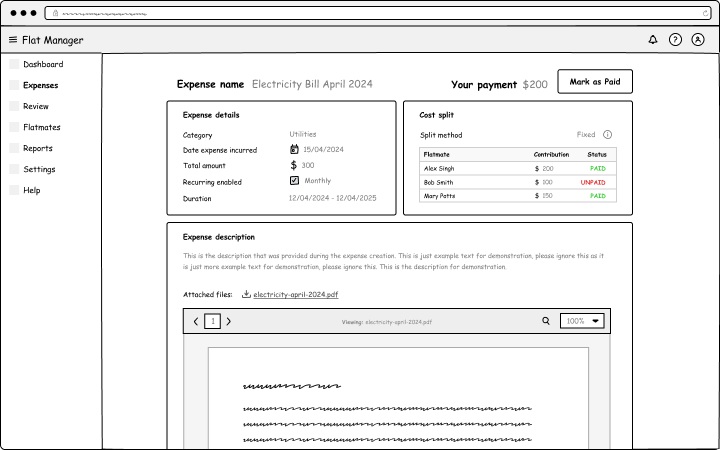 Flat Manager
Dashboard
Expenses
Review
Flatmates
Reports
Settings
Help
Expense name Electricity Bill April 2024 Your payment $200 Mark as Paid
Expense details
Category Utilities
Date expense incurred 15/04/2024
Total amount $ 300
Recurring enabled Monthly
Duration 12/04/2024 - 12/04/2025
Cost split
Split method Fixed
Flatmate Contribution Status
Alex Singh $ 200 PAID
Bob Smith $ 100 UNPAID
Mary Potts $ 150 PAID
Expense description
This is the description that was provided during the expense creation. This is just example text for demonstration, please ignore this as it
is just more example text for demonstration, please ignore this. This is the description for demonstration.
Attached files: electricity-april-2024.pdf
1 Viewing: electricity-april-2024.pdf 100%